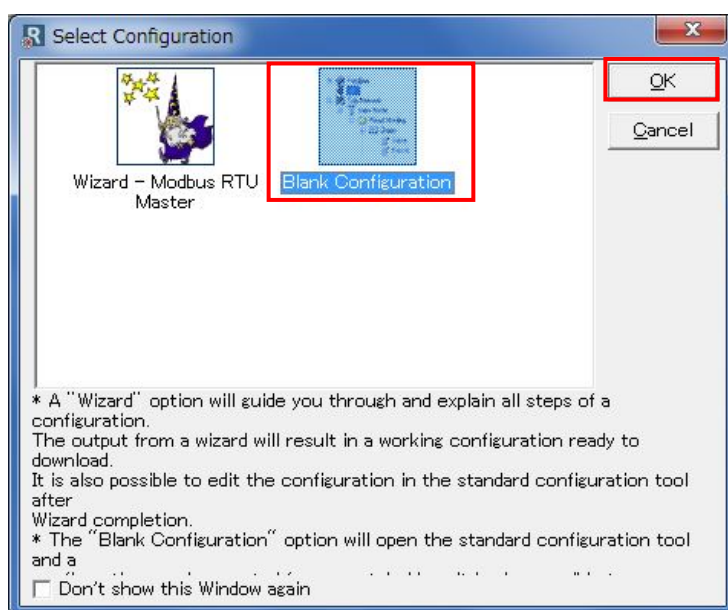 Select Configuration
OK
Cancel
Wizard - Modbus RTU
Master
Blank Configuration
* A "Wizard" option will guide you through and explain all steps of a
configuration.
The output from a wizard will result in a working configuration ready to
download.
It is also possible to edit the configuration in the standard configuration tool
after
Wizard completion.
* The "Blank Configuration" option will open the standard configuration tool
and a
Don't show this Window again